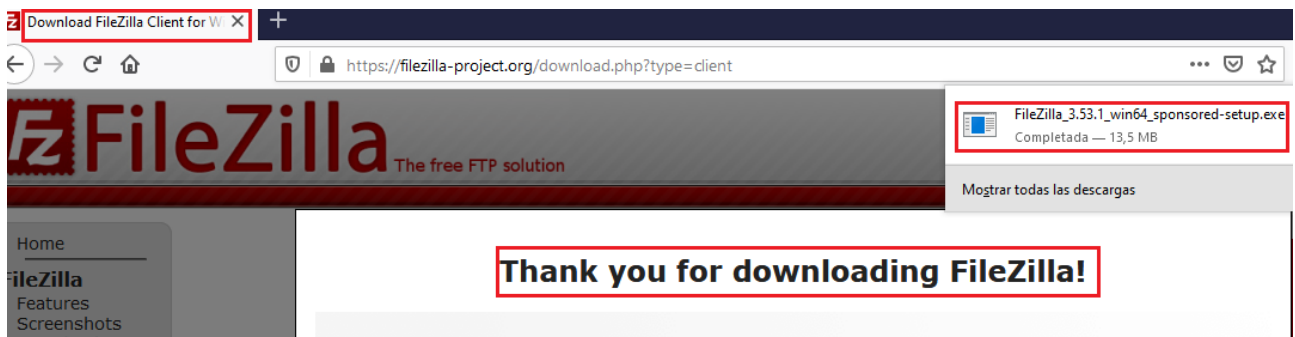 Download FileZilla Client for Wi
https://filezilla-project.org/download.php?type=client
FileZilla_3.53.1_win64_sponsored-setup.exe
Completada — 13,5 MB
Mostrar todas las descargas
Fz FileZilla The free FTP solution
Home
FileZilla
Features
Screenshots
Thank you for downloading FileZilla!